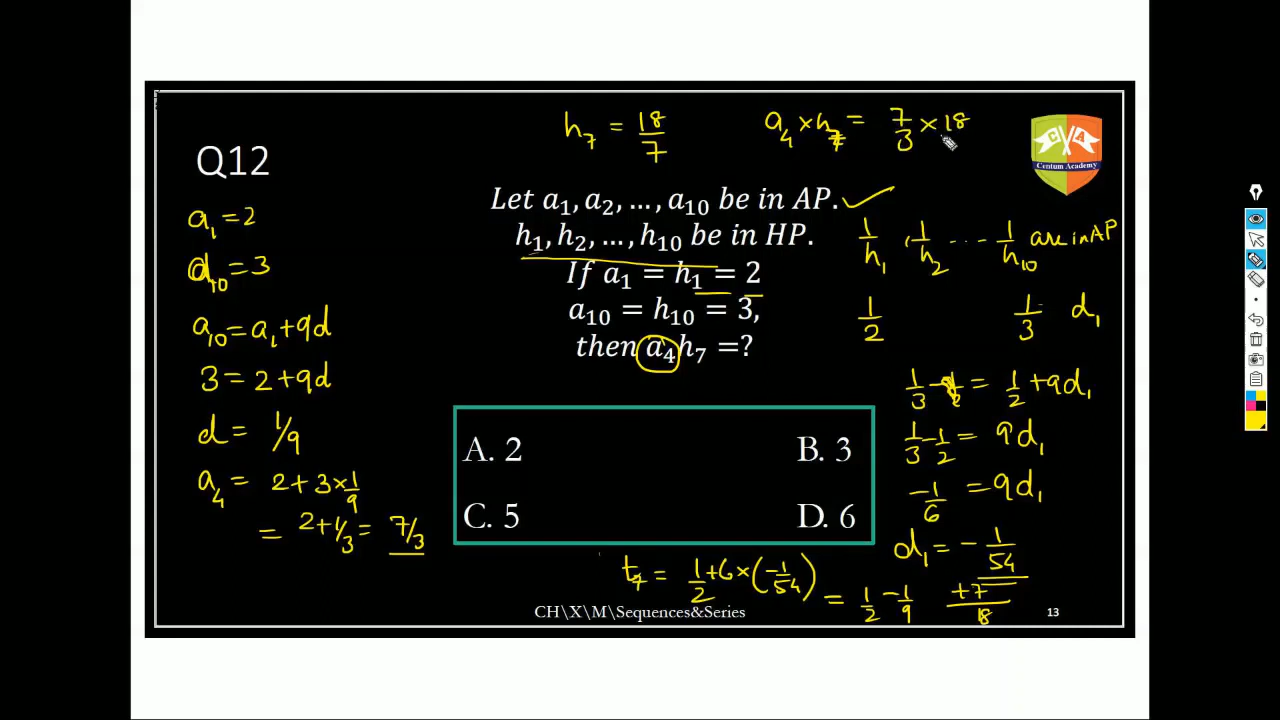 h₇ = 18/7
a₄ × h₇ = 7/3 × 18
Q12
Centum Academy
Let a₁, a₂, ..., a₁₀ be in AP. ✓
h₁, h₂, ..., h₁₀ be in HP.
If a₁ = h₁ = 2
a₁₀ = h₁₀ = 3,
then a₄h₇ =?
a₁ = 2
a₁₀ = 3
a₁₀ = a₁ + 9d
3 = 2 + 9d
d = 1/9
a₄ = 2 + 3 × 1/9
= 2 + 1/3 = 7/3
1/h₁, 1/h₂ ... 1/h₁₀ are in AP
1/2 1/3 d₁
1/3 = 1/2 + 9d₁
1/3 - 1/2 = 9d₁
-1/6 = 9d₁
d₁ = -1/54
A. 2 B. 3
C. 5 D. 6
t₇ = 1/2 + 6 × (-1/54)
= 1/2 - 1/9 +7/18
CH\X\M\Sequences&Series
13